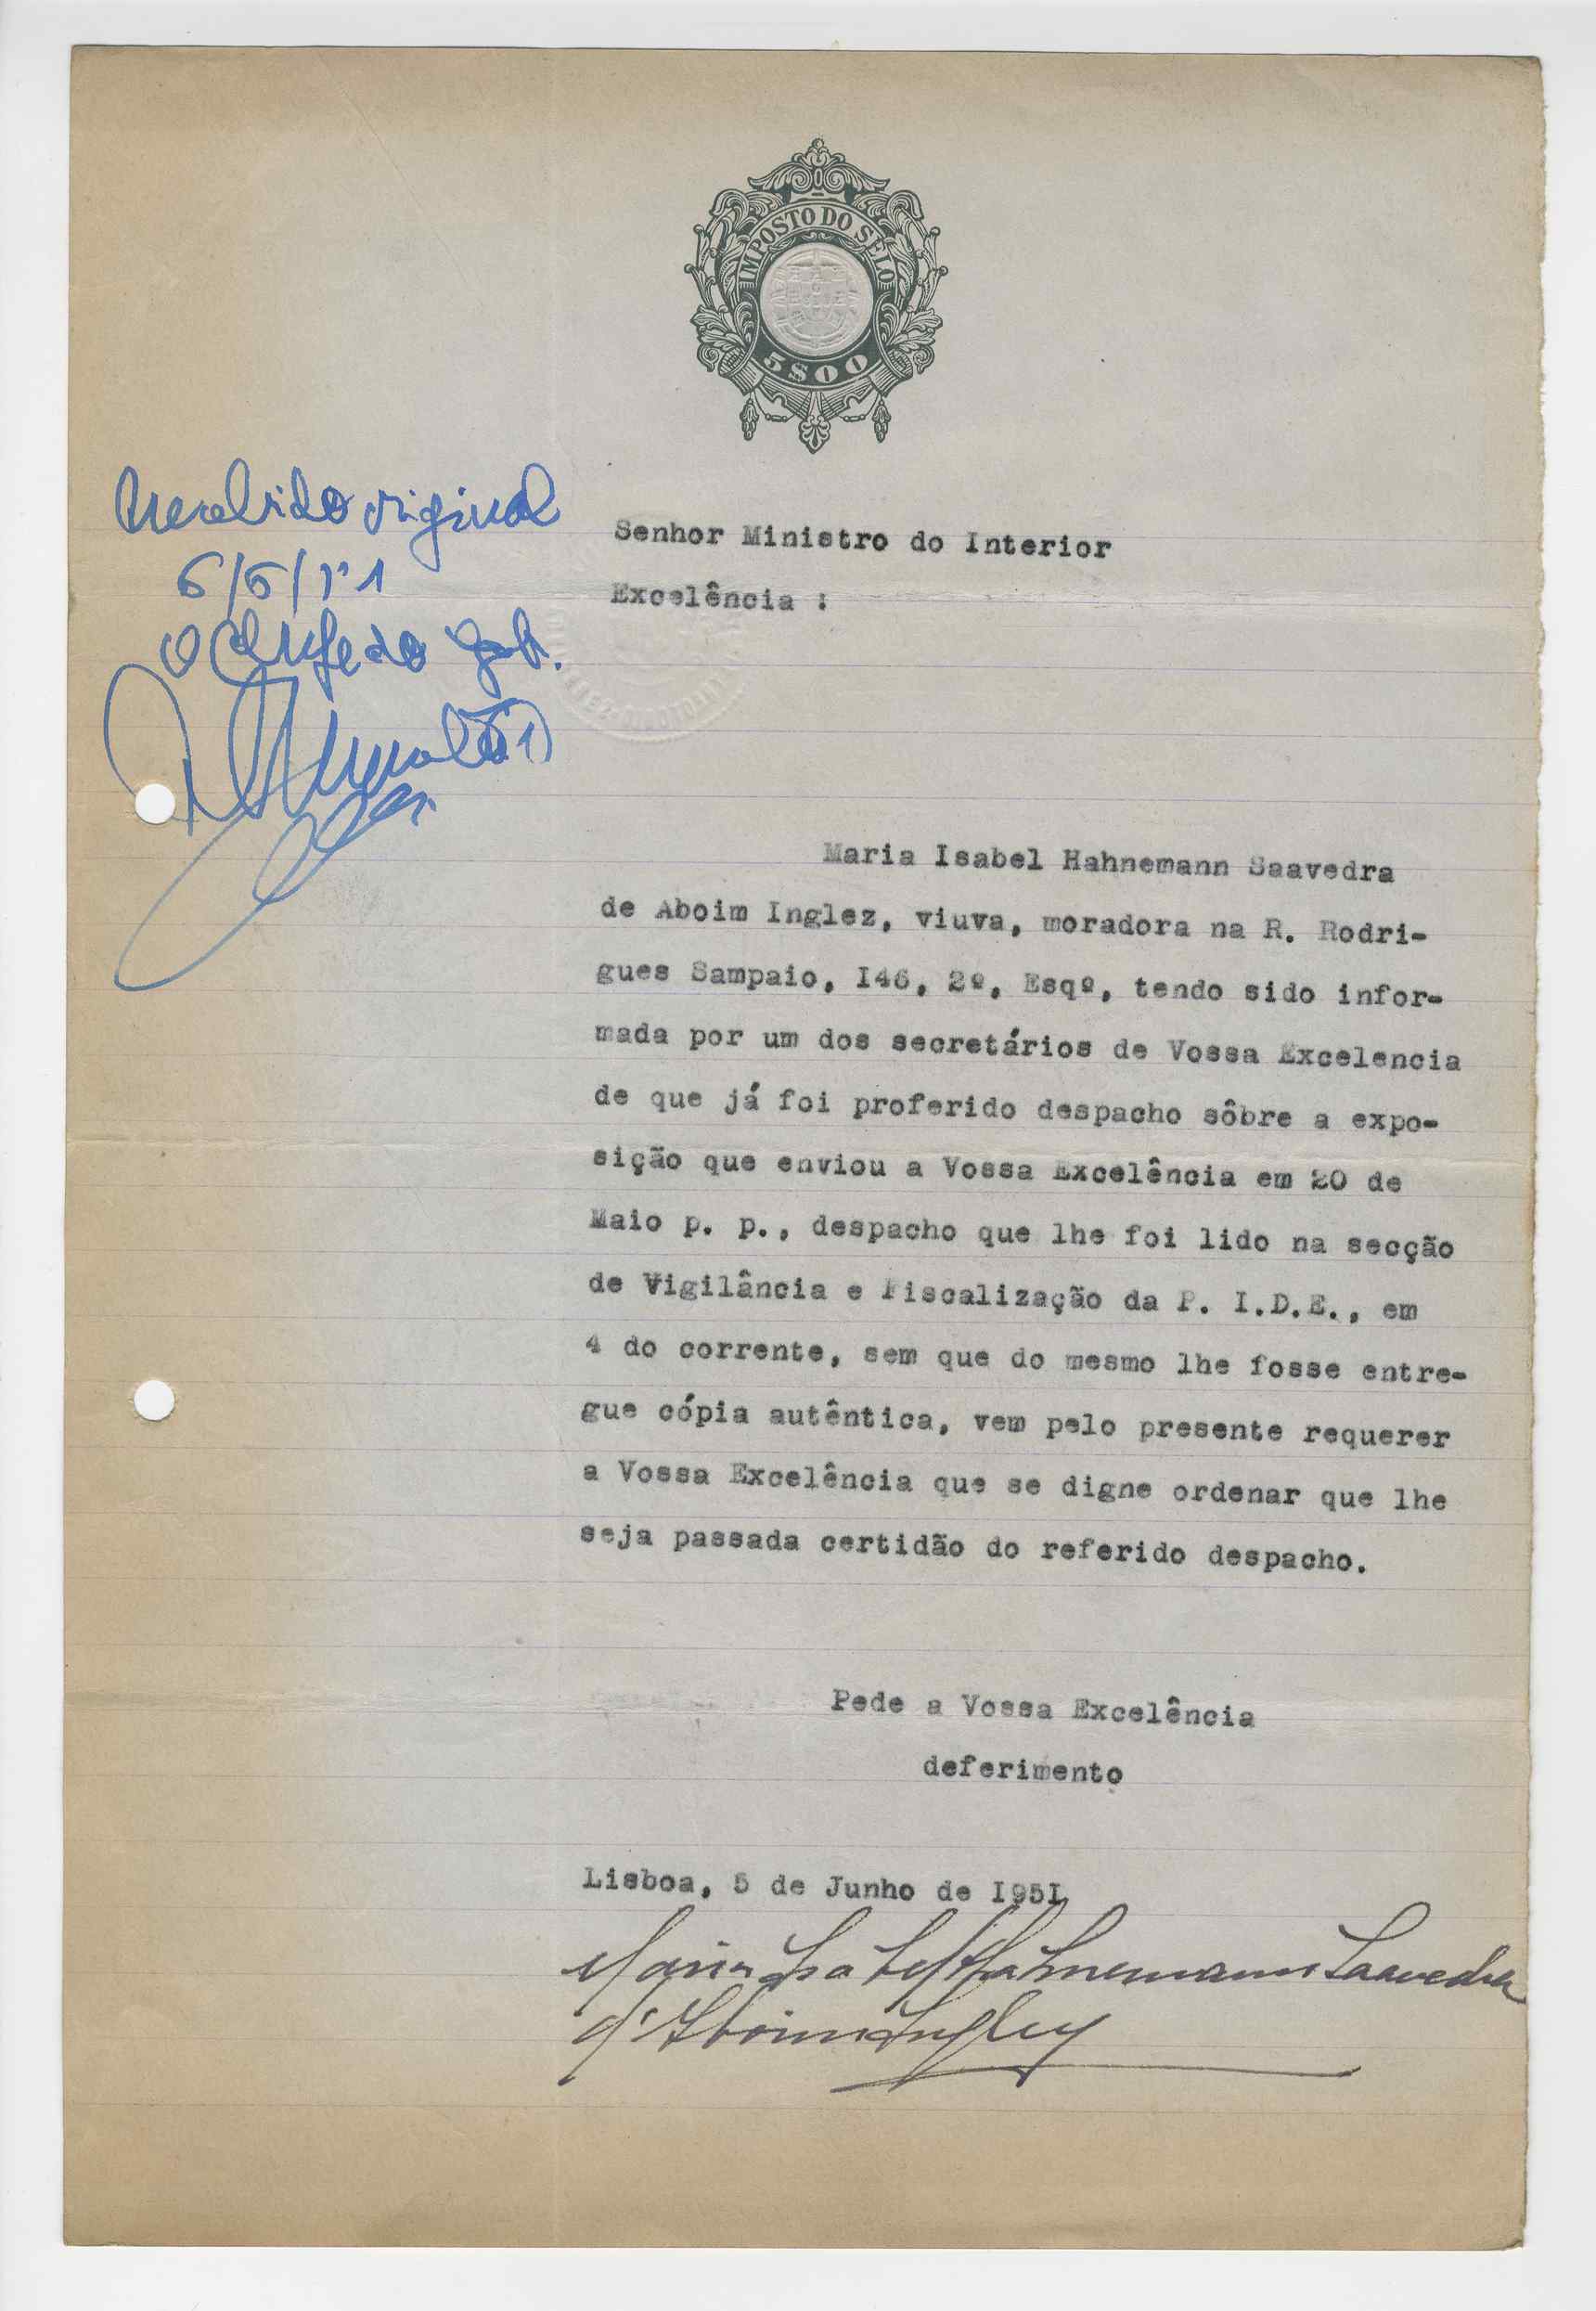 IMPOSTO DO SELO
5$00
Recebido original
O Chefe do Gab.
Senhor Ministro do Interior
Excelência :
Maria Isabel Hahnemann Saavedra
de Aboim Inglez, viuva, moradora na R. Rodri-
gues Sampaio, I46, 2º, Esqº, tendo sido infor-
mada por um dos secretários de Vossa Excelencia
de que já foi proferido despacho sôbre a expo-
sição que enviou a Vossa Excelência em 20 de
Maio p. p., despacho que lhe foi lido na secção
de Vigilância e Fiscalização da P. I.D.E., em
4 do corrente, sem que do mesmo lhe fosse entre-
gue cópia autêntica, vem pelo presente requerer
a Vossa Excelência que se digne ordenar que lhe
seja passada certidão do referido despacho.
Pede a Vossa Excelência
deferimento
Lisboa, 5 de Junho de I95I
Maria Isabel Hahnemann Saavedra
d'Aboim Inglez